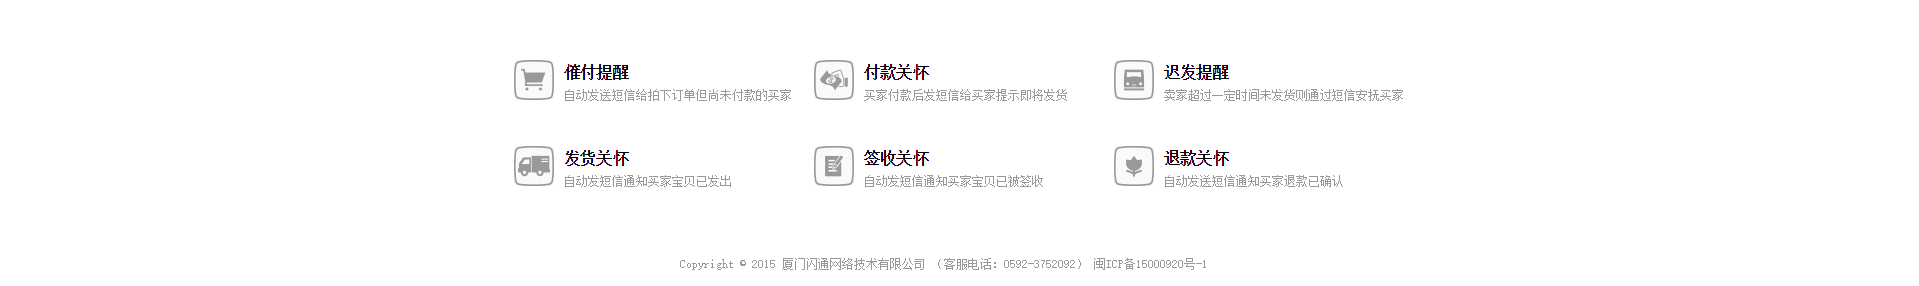 催付提醒
自动发送短信给拍下订单但尚未付款的买家
付款关怀
买家付款后发短信给买家提示即将发货
迟发提醒
卖家超过一定时间未发货则通过短信安抚买家
发货关怀
自动发短信通知买家宝贝已发出
签收关怀
自动发短信通知买家宝贝已被签收
退款关怀
自动发送短信通知买家退款已确认
Copyright © 2015 厦门闪通网络技术有限公司 （客服电话：0592-3752092） 闽ICP备15000920号-1